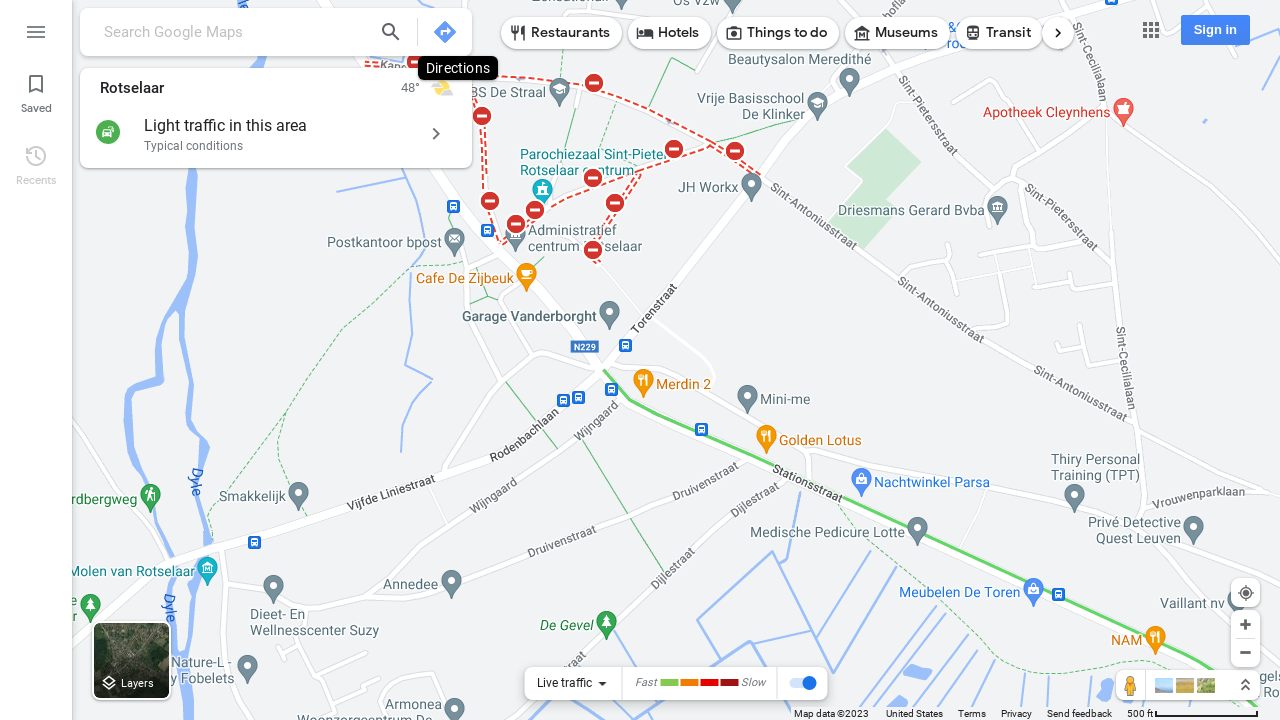 Search Google Maps
Directions
Restaurants
Hotels
Things to do
Museums
Transit
Sign in
Saved
Recents
Rotselaar
48°
Light traffic in this area
Typical conditions
Os Vzw
Beautysalon Meredithé
BS De Straal
Vrije Basisschool
De Klinker
Apotheek Cleynhens
Sint-Cecilialaan
Sint-Pietersstraat
Parochiezaal Sint-Pieter
Rotselaar centrum
JH Workx
Sint-Antoniusstraat
Driesmans Gerard Bvba
Sint-Pietersstraat
Postkantoor bpost
Administratief
centrum Rotselaar
Cafe De Zijbeuk
Sint-Antoniusstraat
Garage Vanderborght
Torenstraat
N229
Sint-Cecilialaan
Merdin 2
Mini-me
Sint-Antoniusstraat
Rodenbachlaan
Wijngaard
Golden Lotus
Thiry Personal
Training (TPT)
Stationsstraat
Nachtwinkel Parsa
Druivenstraat
Dijlestraat
Vrouwenparklaan
Dyle
rdbergweg
Smakkelijk
Vijfde Liniestraat
Wijngaard
Medische Pedicure Lotte
Privé Detective
Quest Leuven
Druivenstraat
Molen van Rotselaar
Annedee
Dijlestraat
Meubelen De Toren
Vaillant nv
Dyle
Dieet- En
Wellnesscenter Suzy
De Gevel
NAM
Nature-L-
y Fobelets
Layers
Live traffic
Fast
Slow
Armonea
Woonzorgcentrum De
Map data ©2023
United States
Terms
Privacy
Send feedback
500 ft